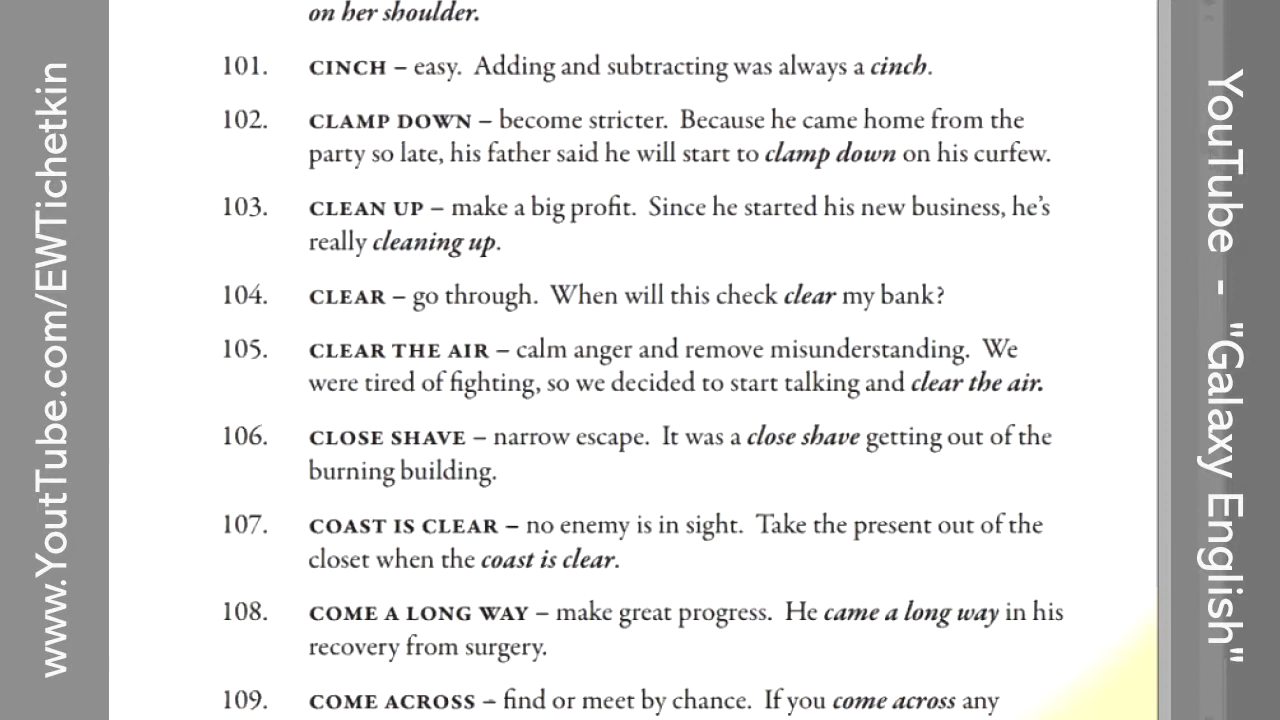 www.YoutTube.com/EWTichetkin
on her shoulder.
101. CINCH – easy. Adding and subtracting was always a cinch.
102. CLAMP DOWN – become stricter. Because he came home from the
party so late, his father said he will start to clamp down on his curfew.
103. CLEAN UP – make a big profit. Since he started his new business, he's
really cleaning up.
104. CLEAR – go through. When will this check clear my bank?
105. CLEAR THE AIR – calm anger and remove misunderstanding. We
were tired of fighting, so we decided to start talking and clear the air.
106. CLOSE SHAVE – narrow escape. It was a close shave getting out of the
burning building.
107. COAST IS CLEAR – no enemy is in sight. Take the present out of the
closet when the coast is clear.
108. COME A LONG WAY – make great progress. He came a long way in his
recovery from surgery.
109. COME ACROSS – find or meet by chance. If you come across any
YouTube - "Galaxy English"